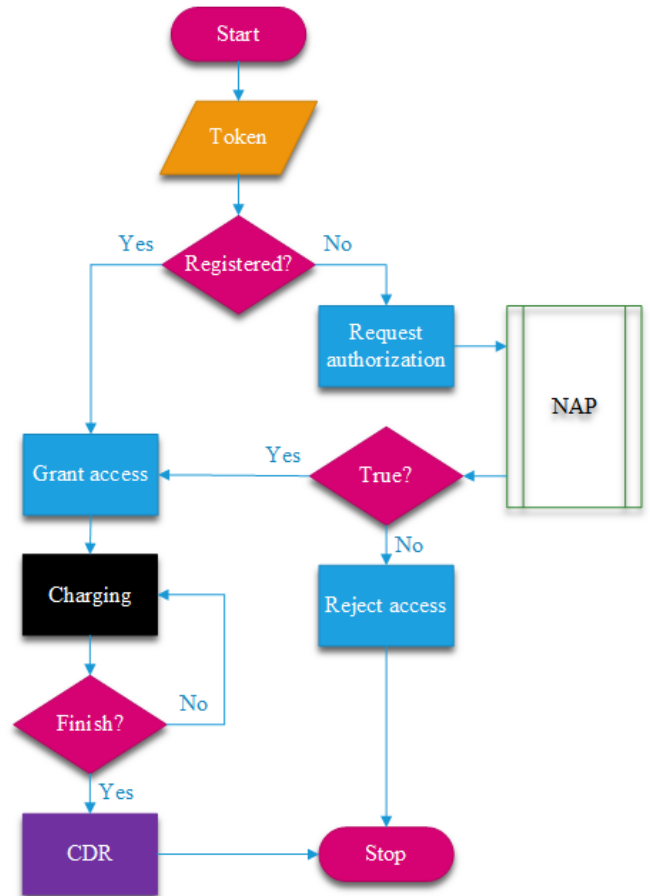 Start
Token
Yes
No
Registered?
Request
authorization
NAP
Grant access
Yes
True?
No
Charging
Reject access
No
Finish?
Yes
CDR
Stop